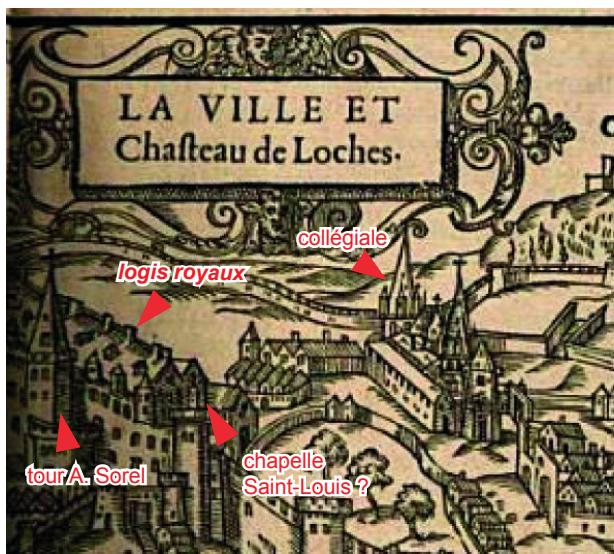 LA VILLE ET
Chaſteau de Loches.
collégiale
logis royaux
tour A. Sorel
chapelle
Saint-Louis ?